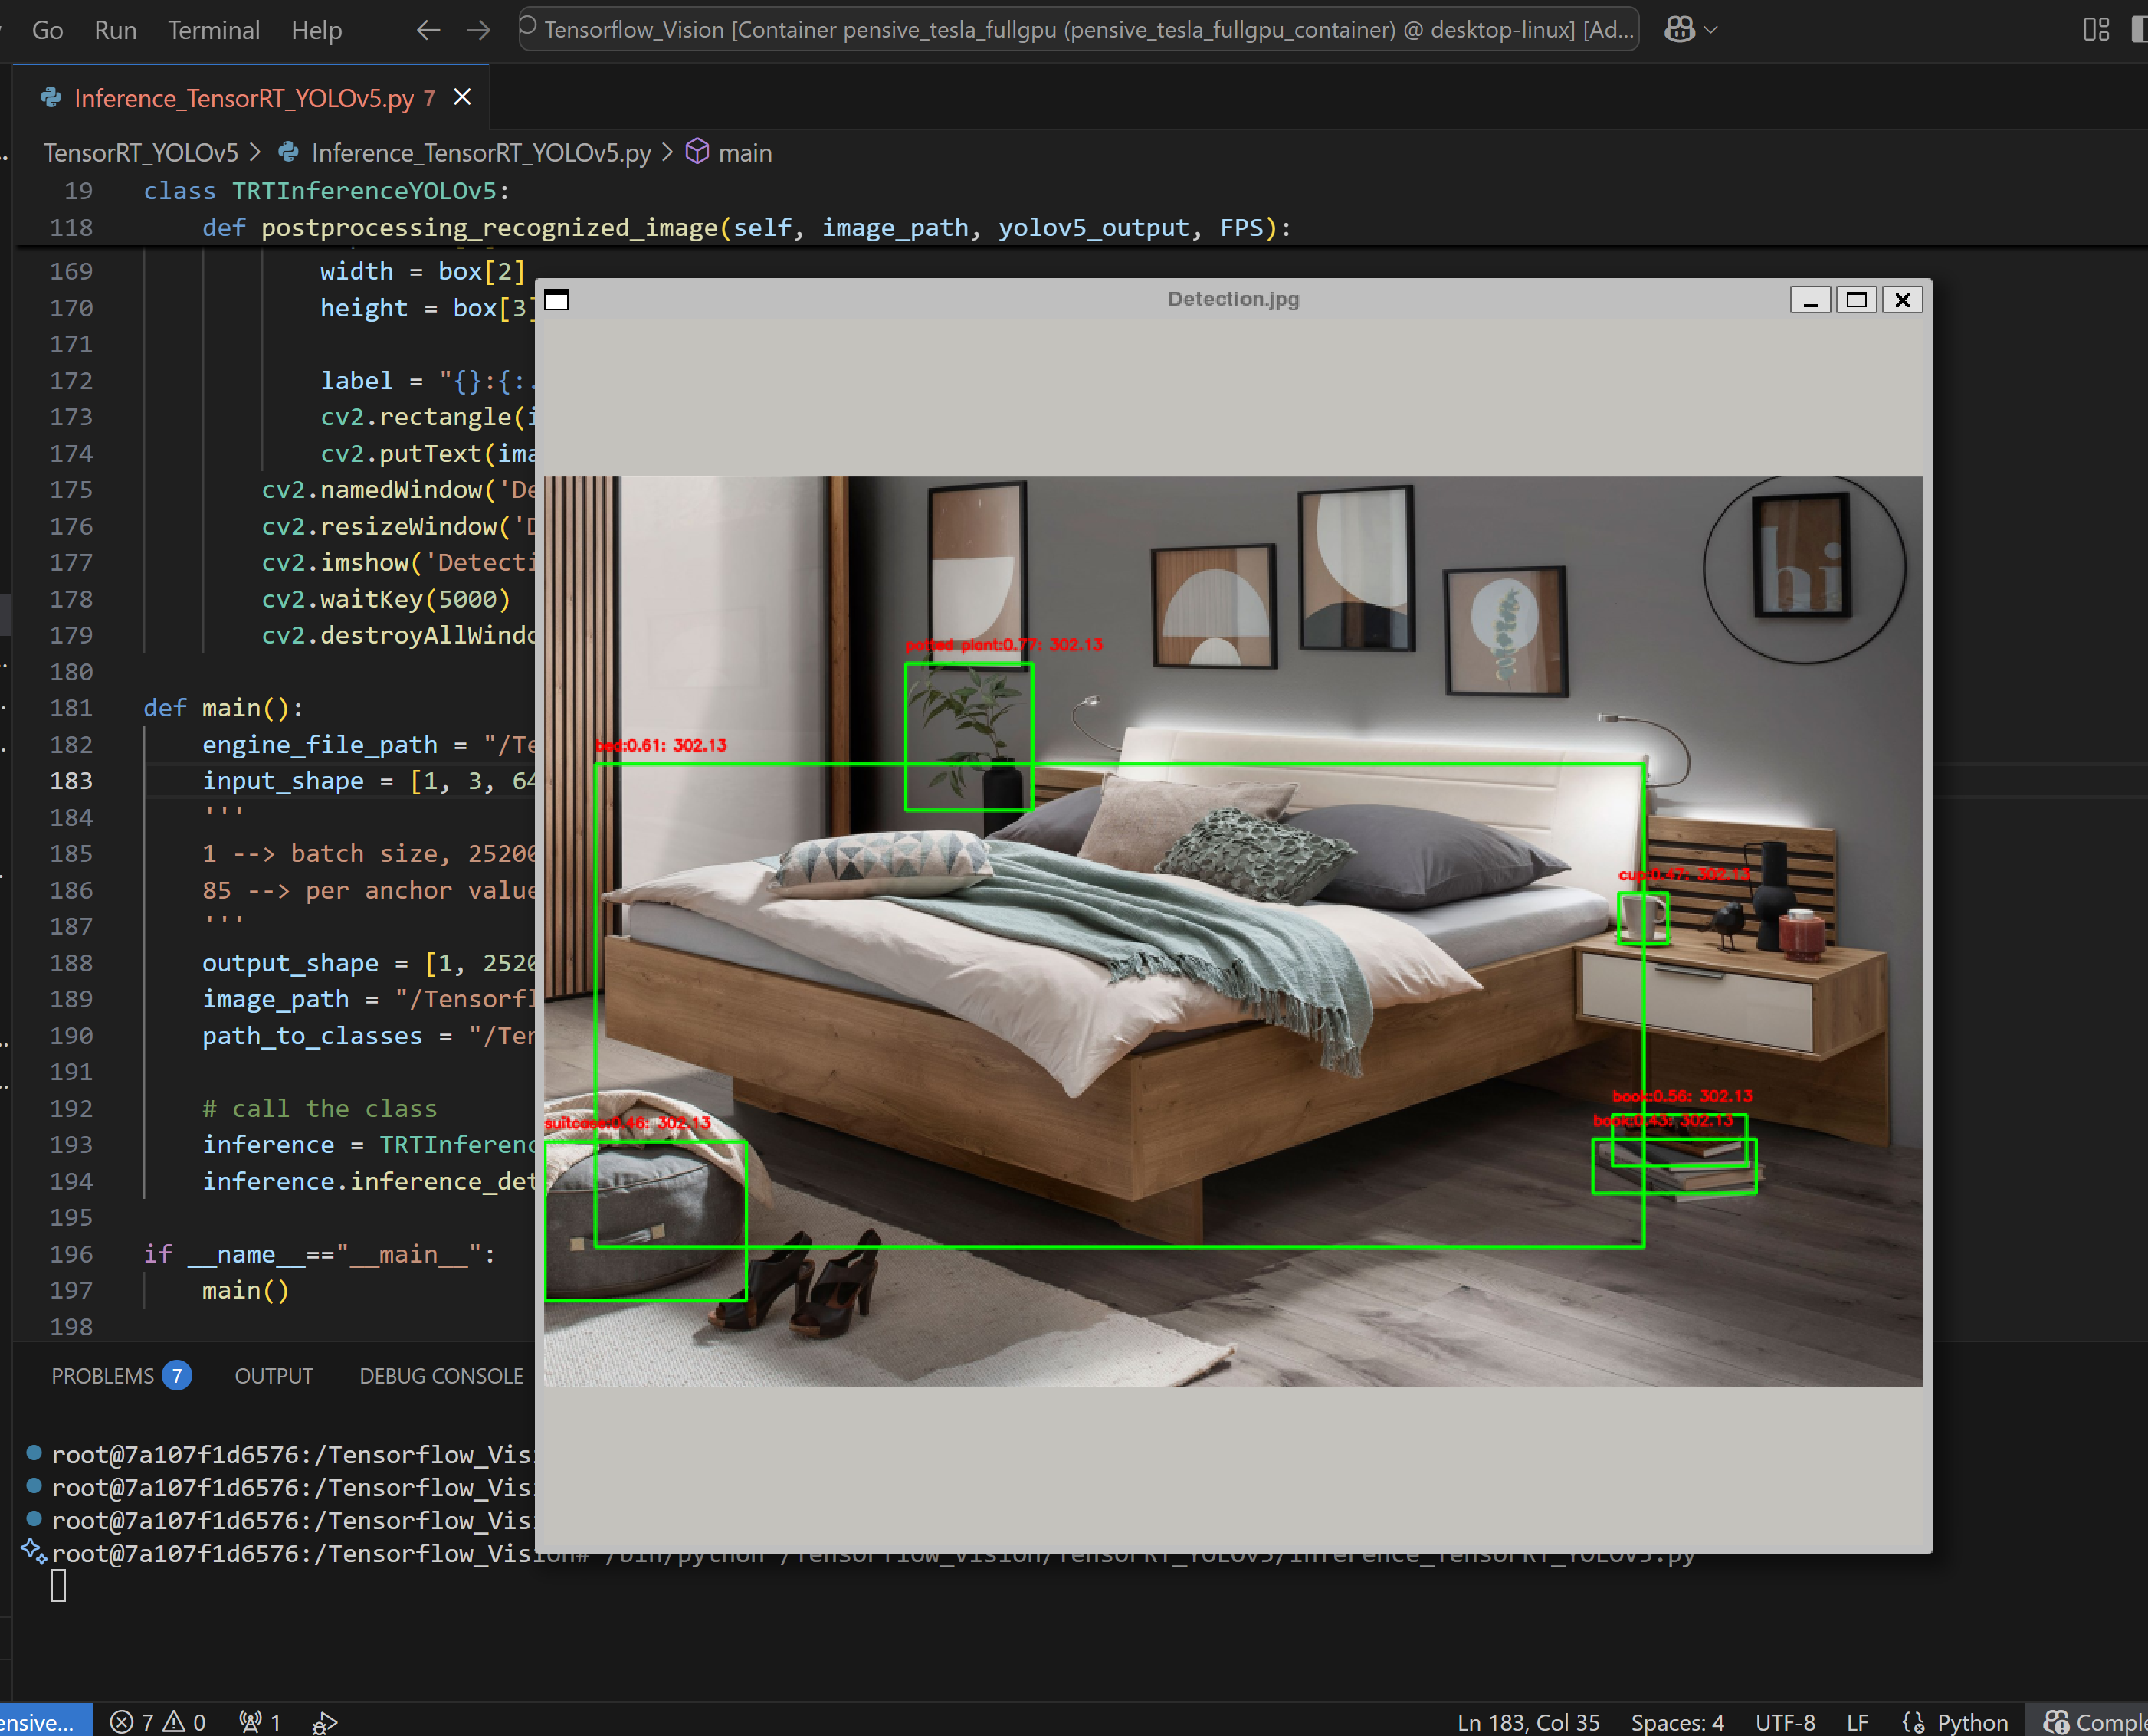 Go Run Terminal Help
Tensorflow_Vision [Container pensive_tesla_fullgpu (pensive_tesla_fullgpu_container) @ desktop-linux] [Ad...
Inference_TensorRT_YOLOv5.py 7
TensorRT_YOLOv5 > Inference_TensorRT_YOLOv5.py > main
19 class TRTInferenceYOLOv5:
118 def postprocessing_recognized_image(self, image_path, yolov5_output, FPS):
169 width = box[2]
170 height = box[3]
171
172 label = "{}:{:.
173 cv2.rectangle(i
174 cv2.putText(ima
175 cv2.namedWindow('De
176 cv2.resizeWindow('D
177 cv2.imshow('Detecti
178 cv2.waitKey(5000)
179 cv2.destroyAllWindo
180
181 def main():
182 engine_file_path = "/Te
183 input_shape = [1, 3, 64
184 '''
185 1 --> batch size, 25200
186 85 --> per anchor value
187 '''
188 output_shape = [1, 2520
189 image_path = "/Tensorfl
190 path_to_classes = "/Ten
191
192 # call the class
193 inference = TRTInferenc
194 inference.inference_det
195
196 if __name__=="__main__":
197 main()
198
Detection.jpg
hi
potted plant:0.77: 302.13
bed:0.61: 302.13
cup:0.47: 302.13
book:0.56: 302.13
book:0.43: 302.13
suitcase:0.46: 302.13
PROBLEMS 7 OUTPUT DEBUG CONSOLE
root@7a107f1d6576:/Tensorflow_Vis
root@7a107f1d6576:/Tensorflow_Vis
root@7a107f1d6576:/Tensorflow_Vis
root@7a107f1d6576:/Tensorflow_Vision# /bin/python /Tensorflow_Vision/TensorRT_YOLOv5/Inference_TensorRT_YOLOv5.py
ensive... 7 0 1 Ln 183, Col 35 Spaces: 4 UTF-8 LF Python Comple